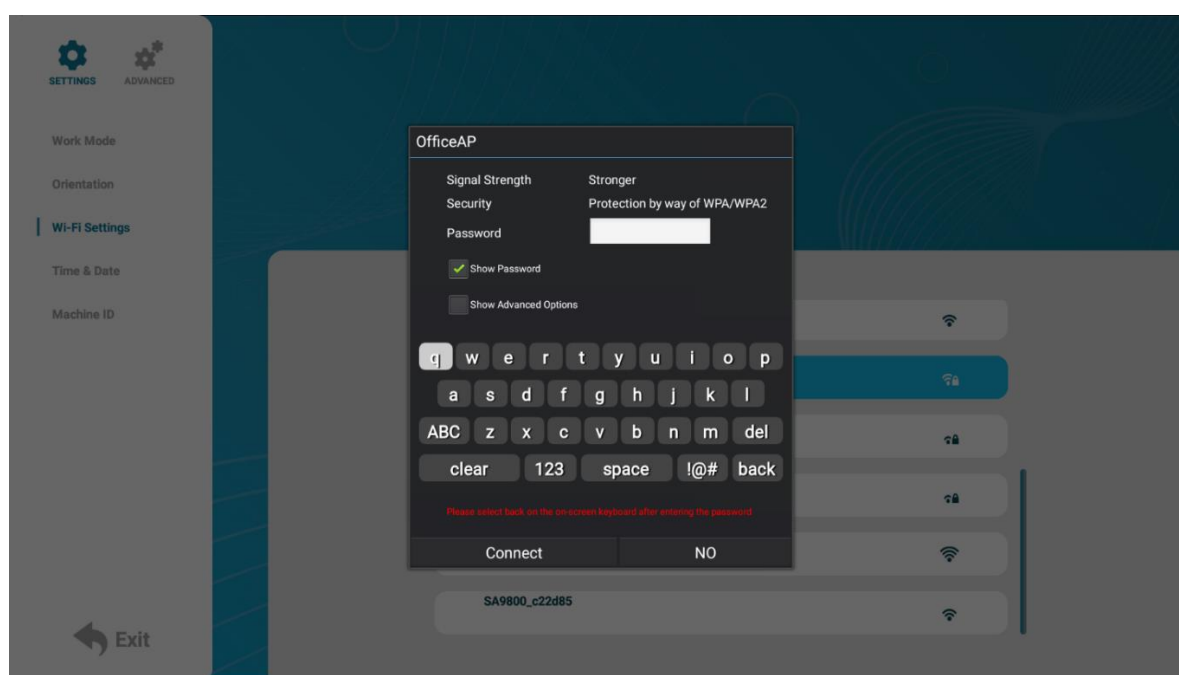 SETTINGS ADVANCED
Work Mode
Orientation
Wi-Fi Settings
Time & Date
Machine ID
Exit
OfficeAP
Signal Strength Stronger
Security Protection by way of WPA/WPA2
Password
Show Password
Show Advanced Options
q w e r t y u i o p
a s d f g h j k l
ABC z x c v b n m del
clear 123 space !@# back
Please select back on the on-screen keyboard after entering the password
Connect NO
SA9800_c22d85